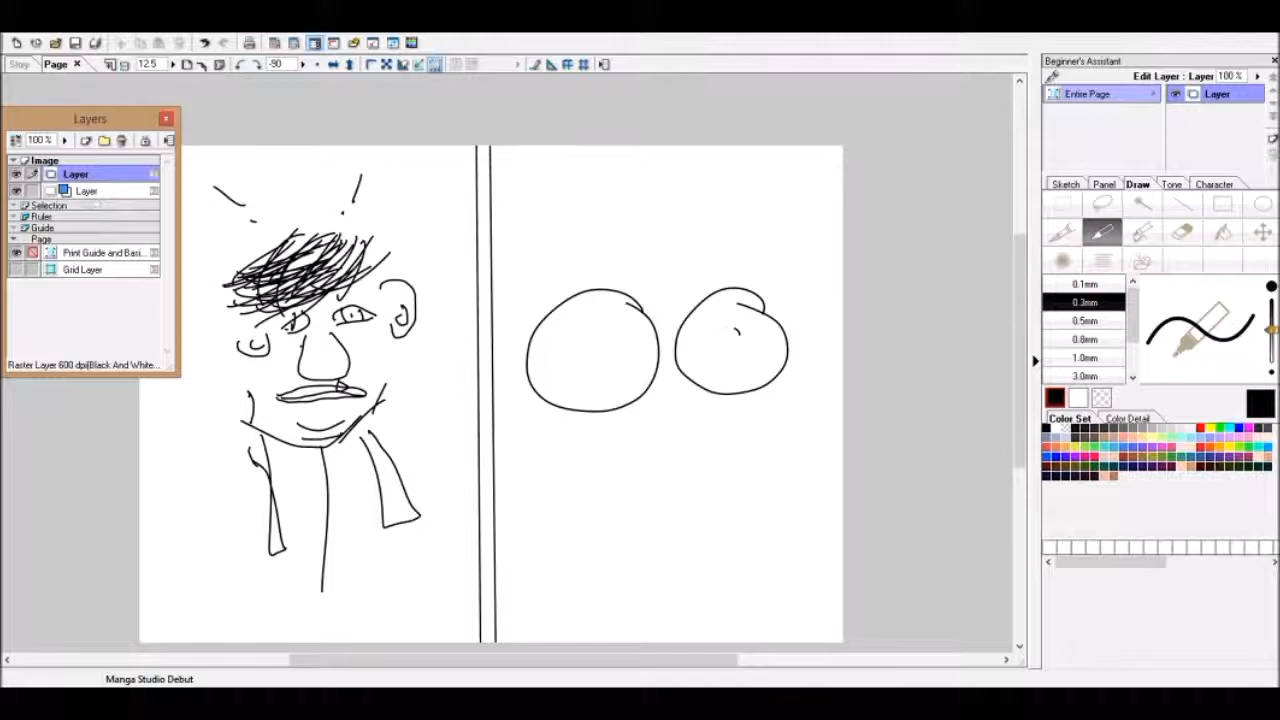 Beginner's Assistant
Story Page 12.5 -90
Edit Layer : Layer 100 %
Entire Page Layer
Layers
100 %
Image
Layer
Layer
Selection
Ruler
Guide
Page
Print Guide and Basi...
Grid Layer
Raster Layer 600 dpi(Black And White...
Sketch Panel Draw Tone Character
0.1mm
0.3mm
0.5mm
0.8mm
1.0mm
3.0mm
Color Set Color Detail
Manga Studio Debut